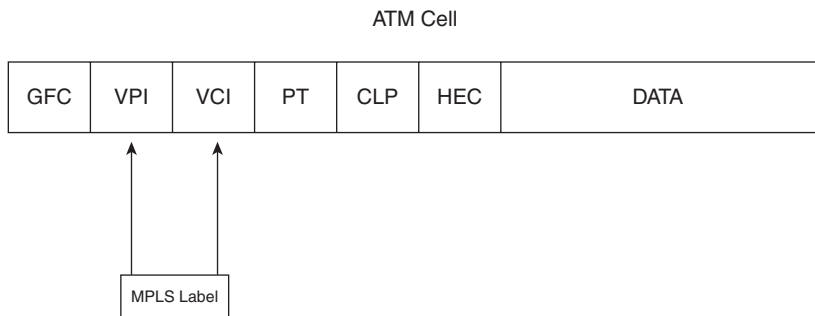 ATM Cell
GFC VPI VCI PT CLP HEC DATA
MPLS Label